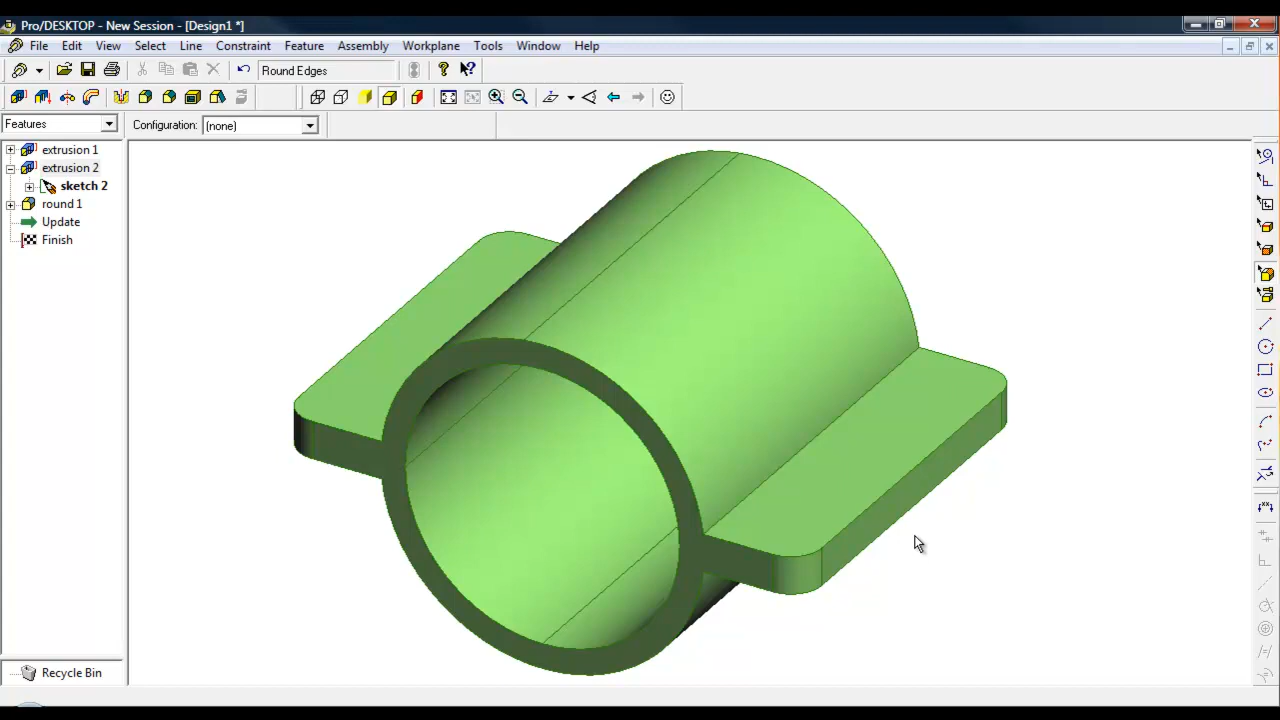 Pro/DESKTOP - New Session - [Design1 *]
File Edit View Select Line Constraint Feature Assembly Workplane Tools Window Help
Round Edges
Features
Configuration: (none)
extrusion 1
extrusion 2
sketch 2
round 1
Update
Finish
Recycle Bin